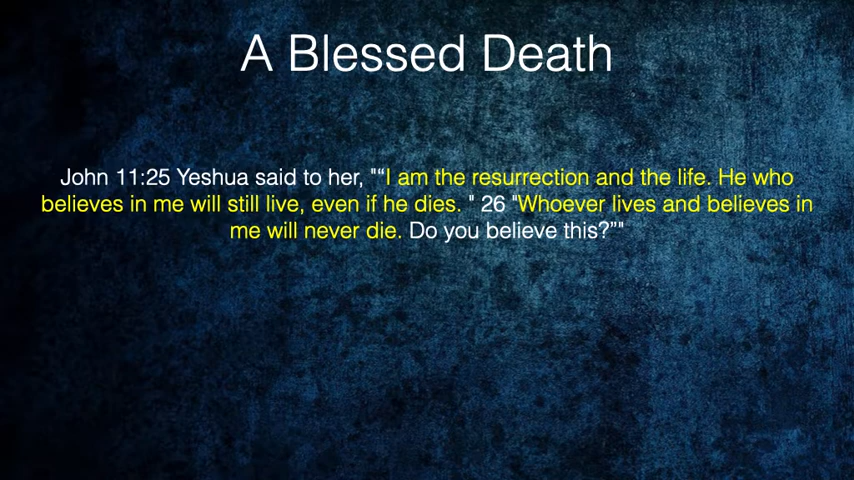 A Blessed Death
John 11:25 Yeshua said to her, "“I am the resurrection and the life. He who
believes in me will still live, even if he dies. " 26 "Whoever lives and believes in
me will never die. Do you believe this?”"